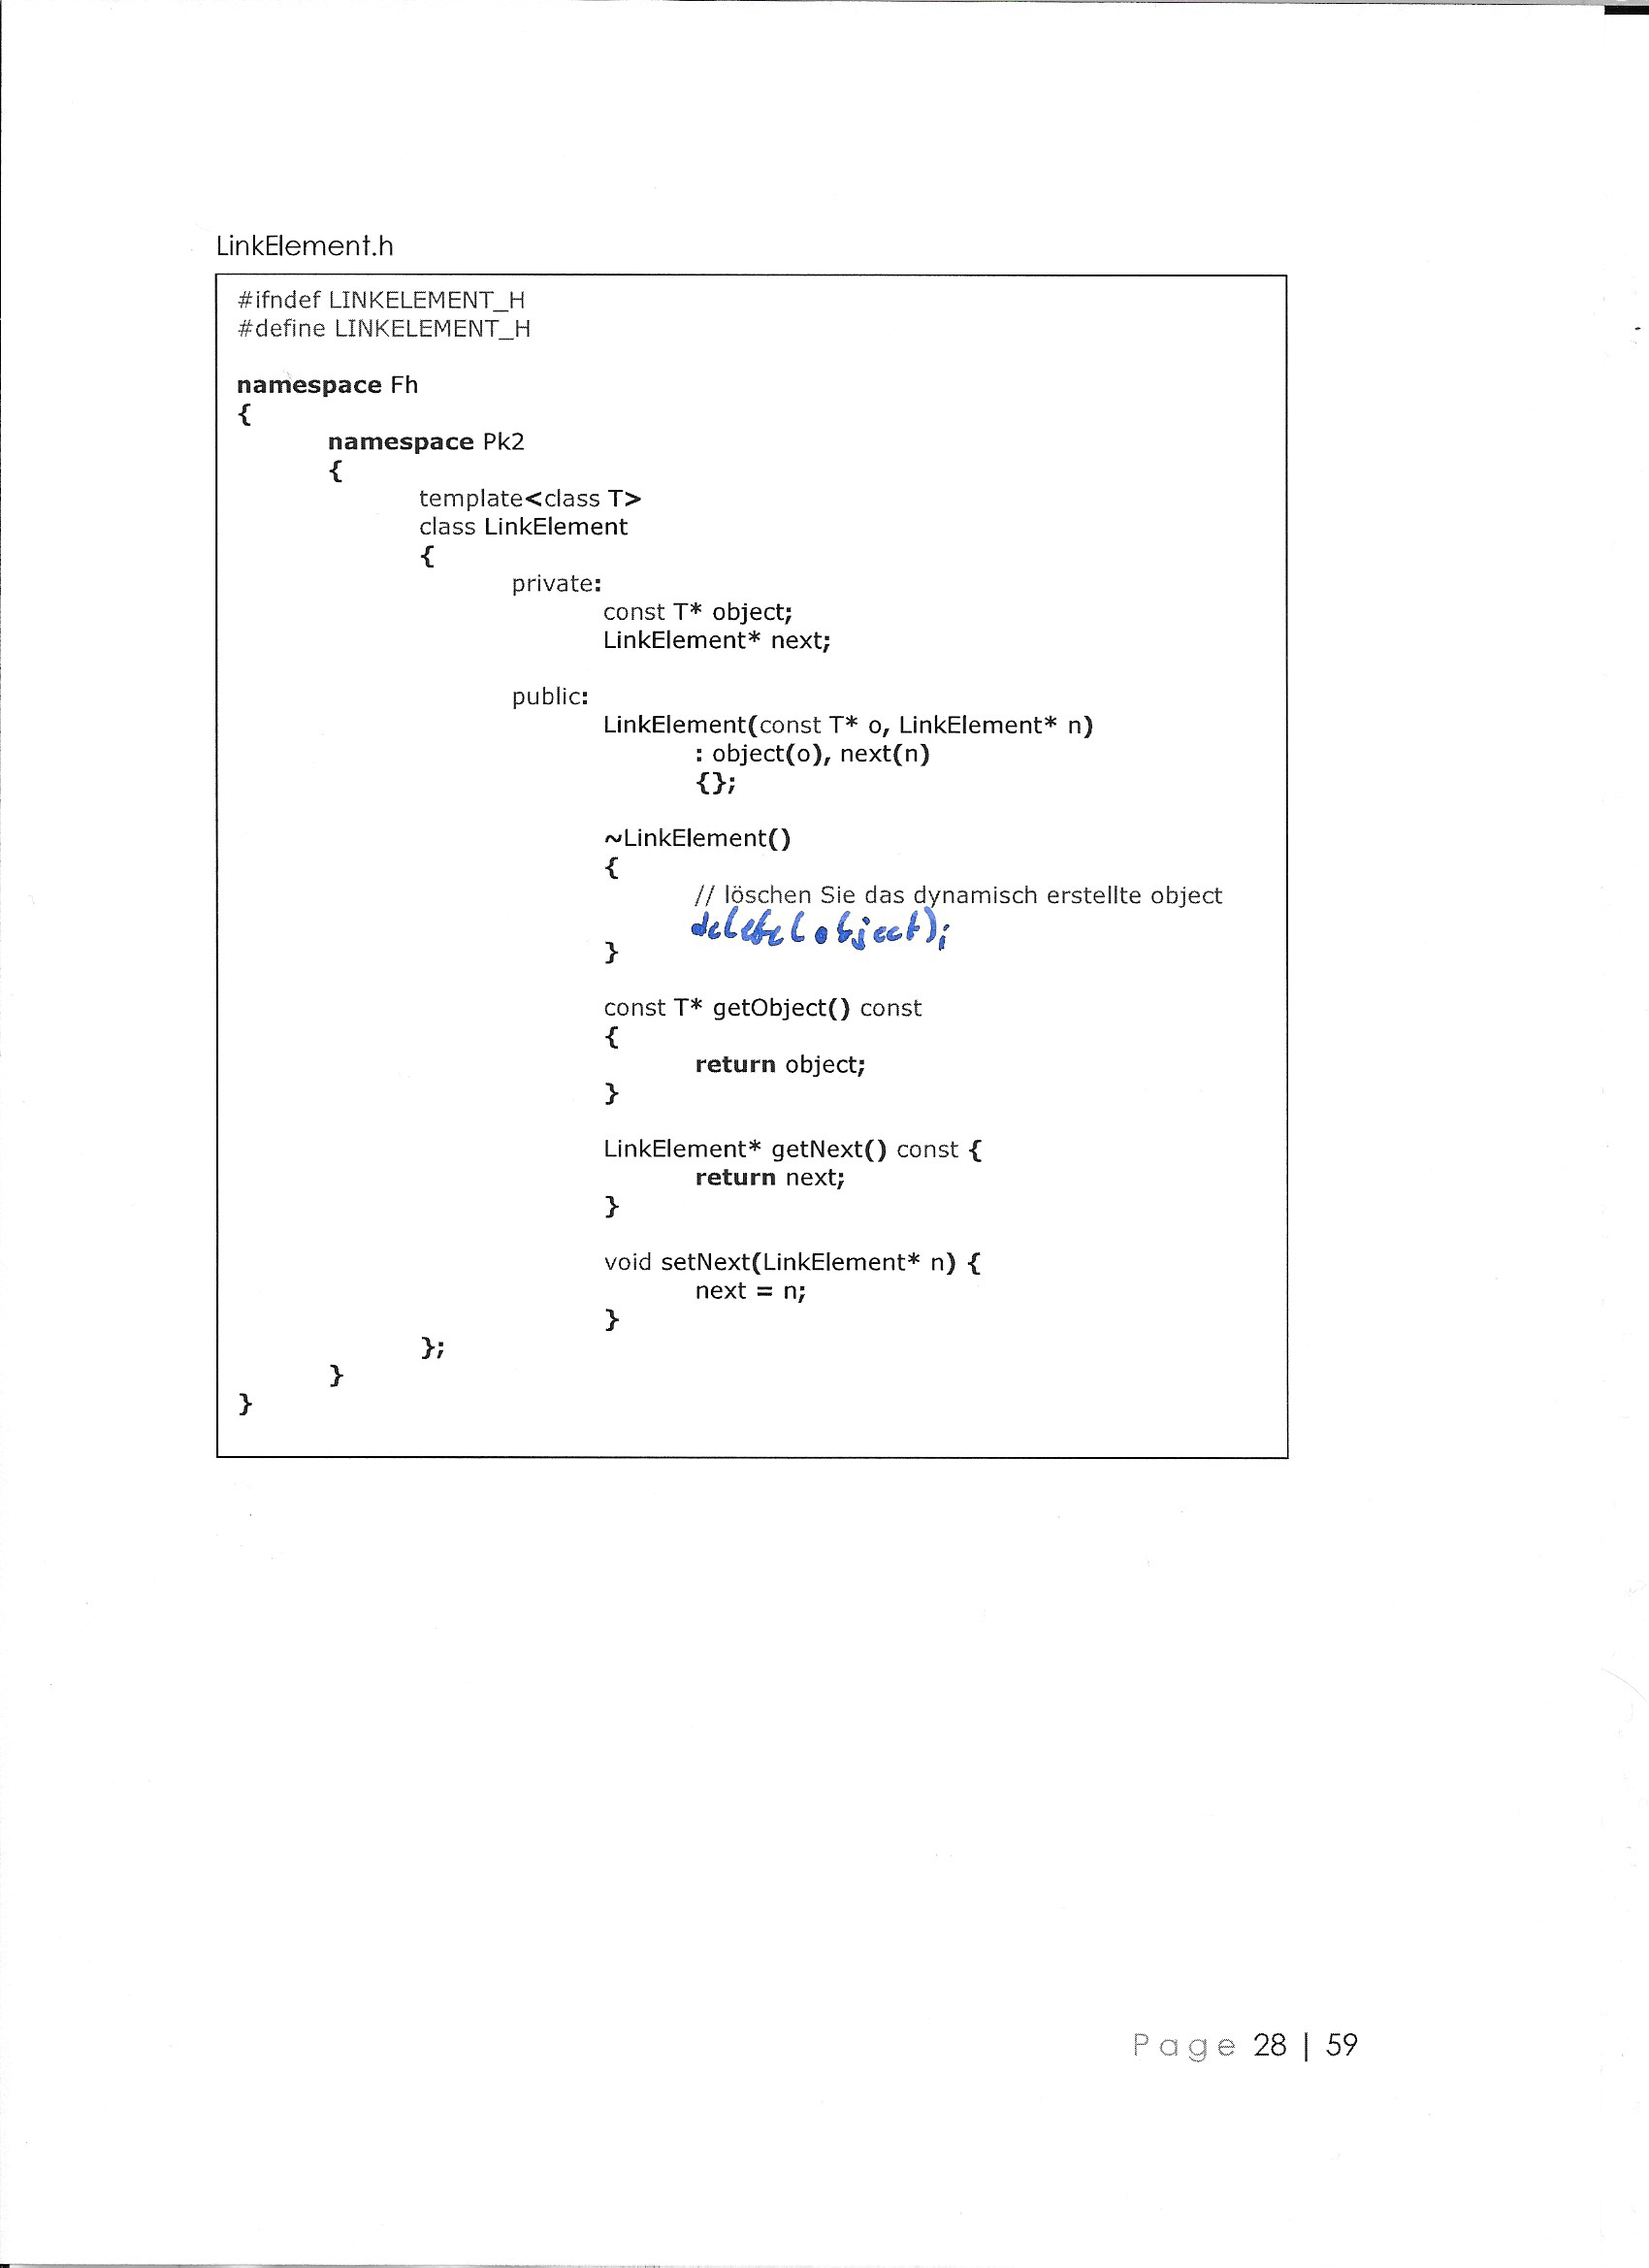 LinkElement.h
#ifndef LINKELEMENT_H
#define LINKELEMENT_H
namespace Fh
{
namespace Pk2
{
template<class T>
class LinkElement
{
private:
const T* object;
LinkElement* next;
public:
LinkElement(const T* o, LinkElement* n)
: object(o), next(n)
{};
~LinkElement()
{
// löschen Sie das dynamisch erstellte object
delete(object);
}
const T* getObject() const
{
return object;
}
LinkElement* getNext() const {
return next;
}
void setNext(LinkElement* n) {
next = n;
}
};
}
}
Page 28 | 59